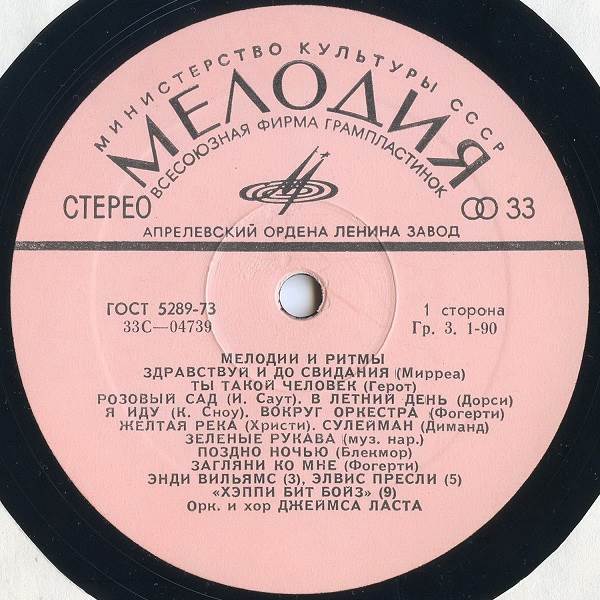 МИНИСТЕРСТВО КУЛЬТУРЫ СССР
МЕЛОДИЯ
ВСЕСОЮЗНАЯ ФИРМА ГРАМПЛАСТИНОК
СТЕРЕО 33
АПРЕЛЕВСКИЙ ОРДЕНА ЛЕНИНА ЗАВОД
ГОСТ 5289-73 1 сторона
33С—04739 Гр. 3. 1-90
МЕЛОДИИ И РИТМЫ
ЗДРАВСТВУЙ И ДО СВИДАНИЯ (Миррea)
ТЫ ТАКОЙ ЧЕЛОВЕК (Герот)
РОЗОВЫЙ САД (И. Саут). В ЛЕТНИЙ ДЕНЬ (Дорси)
Я ИДУ (К. Сноу). ВОКРУГ ОРКЕСТРА (Фогерти)
ЖЕЛТАЯ РЕКА (Христи). СУЛЕЙМАН (Диманд)
ЗЕЛЕНЫЕ РУКАВА (муз. нар.)
ПОЗДНО НОЧЬЮ (Блекмор)
ЗАГЛЯНИ КО МНЕ (Фогерти)
ЭНДИ ВИЛЬЯМС (3), ЭЛВИС ПРЕСЛИ (5)
«ХЭППИ БИТ БОЙЗ» (9)
Орк. и хор ДЖЕЙМСА ЛАСТА